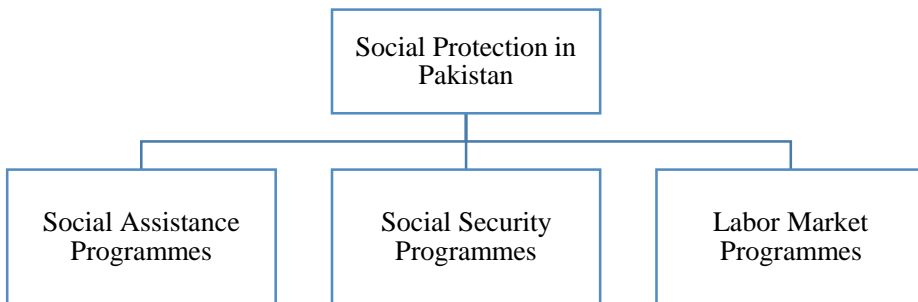 Social Protection in
Pakistan
Social Assistance
Programmes
Social Security
Programmes
Labor Market
Programmes